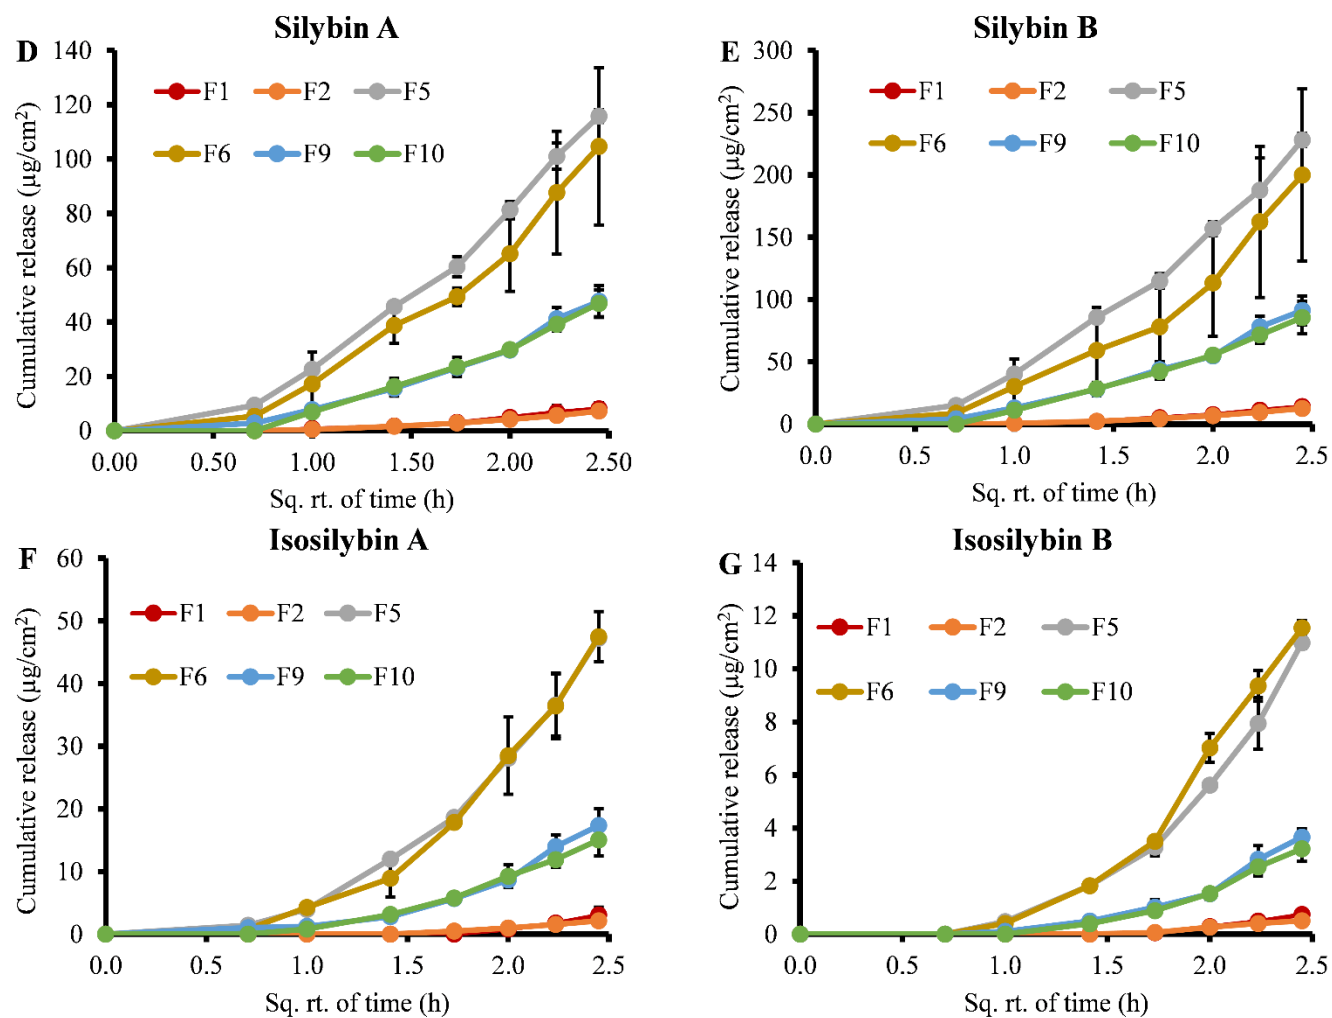 D
Silybin A
Cumulative release (μg/cm²)
140
120
100
80
60
40
20
0
F1 F2 F5
F6 F9 F10
0.00 0.50 1.00 1.50 2.00 2.50
Sq. rt. of time (h)
E
Silybin B
Cumulative release (μg/cm²)
300
250
200
150
100
50
0
F1 F2 F5
F6 F9 F10
0.0 0.5 1.0 1.5 2.0 2.5
Sq. rt. of time (h)
F
Isosilybin A
Cumulative release (μg/cm²)
60
50
40
30
20
10
0
F1 F2 F5
F6 F9 F10
0.0 0.5 1.0 1.5 2.0 2.5
Sq. rt. of time (h)
G
Isosilybin B
Cumulative release (μg/cm²)
14
12
10
8
6
4
2
0
F1 F2 F5
F6 F9 F10
0.0 0.5 1.0 1.5 2.0 2.5
Sq. rt. of time (h)